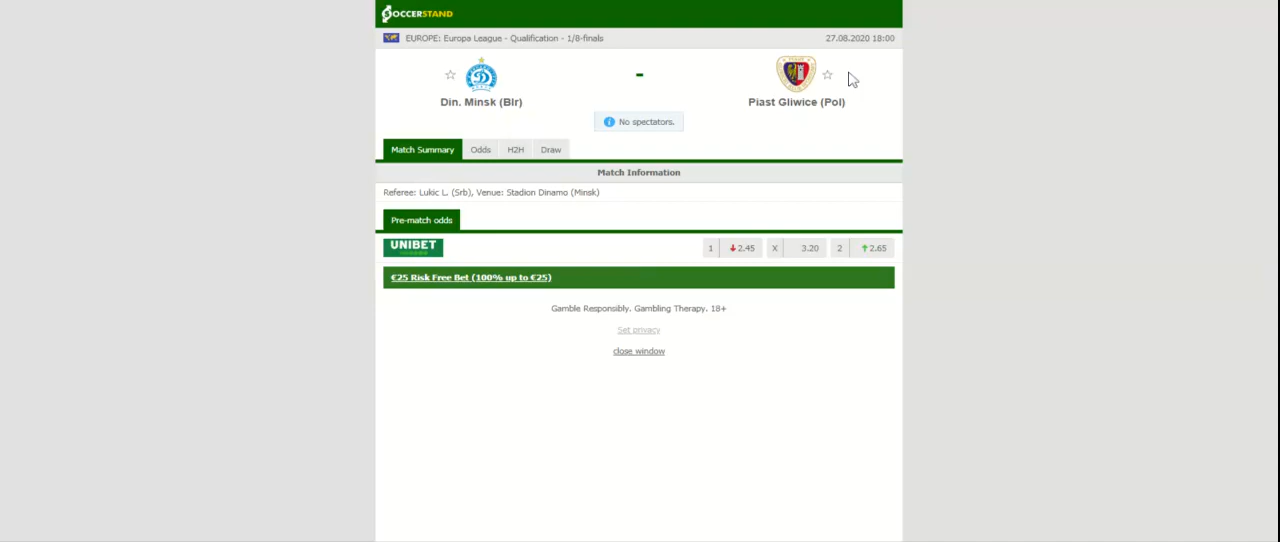 SOCCERSTAND
EUROPE: Europa League - Qualification - 1/8-finals 27.08.2020 18:00
-
Din. Minsk (Blr) Piast Gliwice (Pol)
No spectators.
Match Summary Odds H2H Draw
Match Information
Referee: Lukic L. (Srb), Venue: Stadion Dinamo (Minsk)
Pre-match odds
UNIBET 1 2.45 X 3.20 2 2.65
€25 Risk Free Bet (100% up to €25)
Gamble Responsibly. Gambling Therapy. 18+
Set privacy
close window